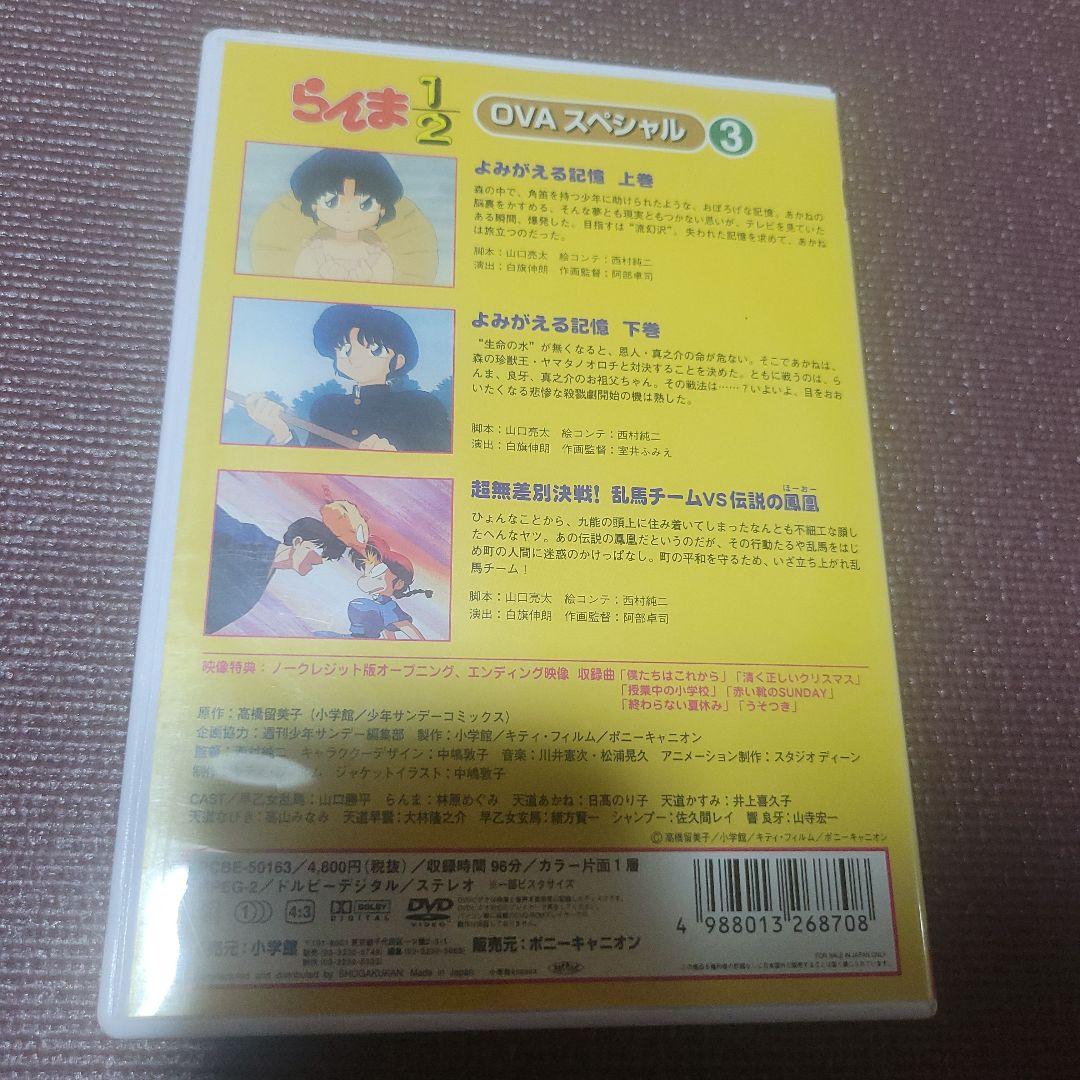 らんま1/2 OVA スペシャル 3
よみがえる記憶 上巻
森の中で、角笛を持つ少年に助けられたような、おぼろげな記憶。あかねの
脳裏をかすめる、そんな夢とも現実ともつかない思いが、テレビを見ていた
ある瞬間、爆発した。目指すは“流幻沢”。失われた記憶を求めて、あかね
は旅立つのだった。
脚本：山口亮太 絵コンテ：西村純二
演出：白旗伸朗 作画監督：阿部卓司
よみがえる記憶 下巻
“生命の水”が無くなると、恩人・真之介の命が危ない。そこであかねは、
森の珍獣王・ヤマタノオロチと対決することを決めた。ともに戦うのは、ら
んま、良牙、真之介のお祖父ちゃん。その戦法は……？いよいよ、目をおお
いたくなる悲惨な殺戮劇開始の機は熟した。
脚本：山口亮太 絵コンテ：西村純二
演出：白旗伸朗 作画監督：室井ふみえ
超無差別決戦！ 乱馬チームVS伝説の鳳凰
ほーおー
ひょんなことから、九能の頭上に住み着いてしまったなんとも不細工な顔し
たへんなヤツ。あの伝説の鳳凰だというのだが、その行動たるや乱馬をはじ
め町の人間に迷惑のかけっぱなし。町の平和を守るため、いざ立ち上がれ乱
馬チーム！
脚本：山口亮太 絵コンテ：西村純二
演出：白旗伸朗 作画監督：阿部卓司
映像特典：ノークレジット版オープニング、エンディング映像 収録曲「僕たちはこれから」「清く正しいクリスマス」
「授業中の小学校」「赤い靴のSUNDAY」
「終わらない夏休み」「うそつき」
原作：高橋留美子（小学館／少年サンデーコミックス）
企画協力：週刊少年サンデー編集部 製作：小学館／キティ・フィルム／ポニーキャニオン
監督：西村純二 キャラクターデザイン：中嶋敦子 音楽：川井憲次・松浦晃久 アニメーション制作：スタジオディーン
ジャケットイラスト：中嶋敦子
CAST／早乙女乱馬：山口勝平 らんま：林原めぐみ 天道あかね：日髙のり子 天道かすみ：井上喜久子
天道なびき：高山みなみ 天道早雲：大林隆之介 早乙女玄馬：緒方賢一 シャンプー：佐久間レイ 響 良牙：山寺宏一
©高橋留美子／小学館／キティ・フィルム／ポニーキャニオン
CBE-50163／4,800円（税抜）／収録時間 96分／カラー片面1層
PEG-2／ドルビーデジタル／ステレオ ※一部ビスタサイズ
1 4:3 DOLBY DIGITAL DVD VIDEO
売元：小学館
販売元：ポニーキャニオン
and distributed by SHOGAKUKAN Made in Japan
4 988013 268708
FOR SALE IN JAPAN ONLY